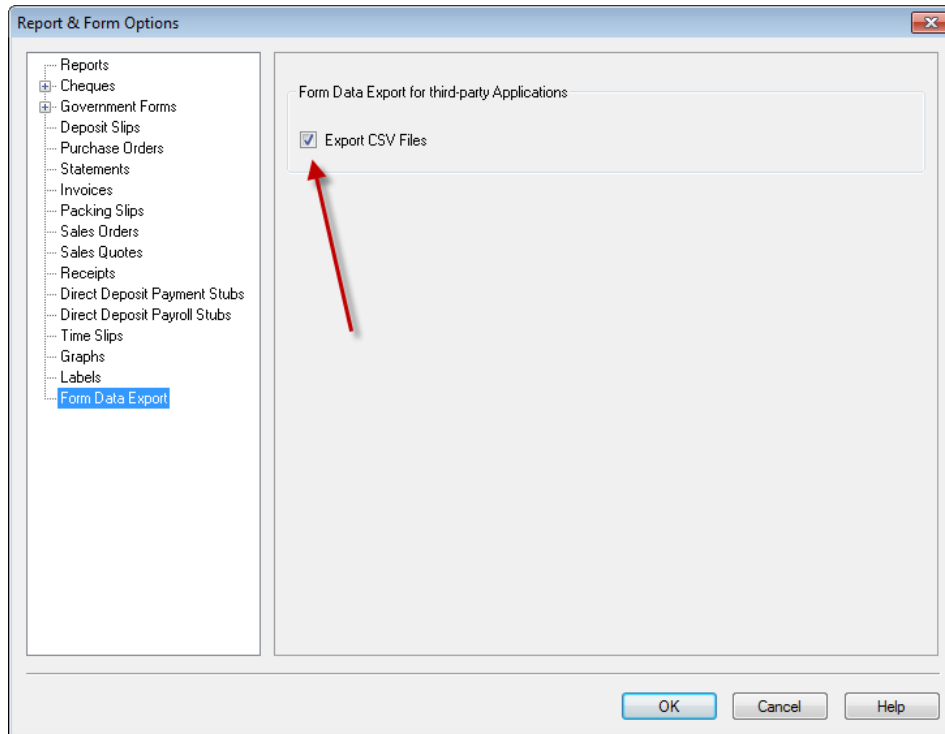 Report & Form Options
Reports
Cheques
Government Forms
Deposit Slips
Purchase Orders
Statements
Invoices
Packing Slips
Sales Orders
Sales Quotes
Receipts
Direct Deposit Payment Stubs
Direct Deposit Payroll Stubs
Time Slips
Graphs
Labels
Form Data Export
Form Data Export for third-party Applications
Export CSV Files
OK
Cancel
Help